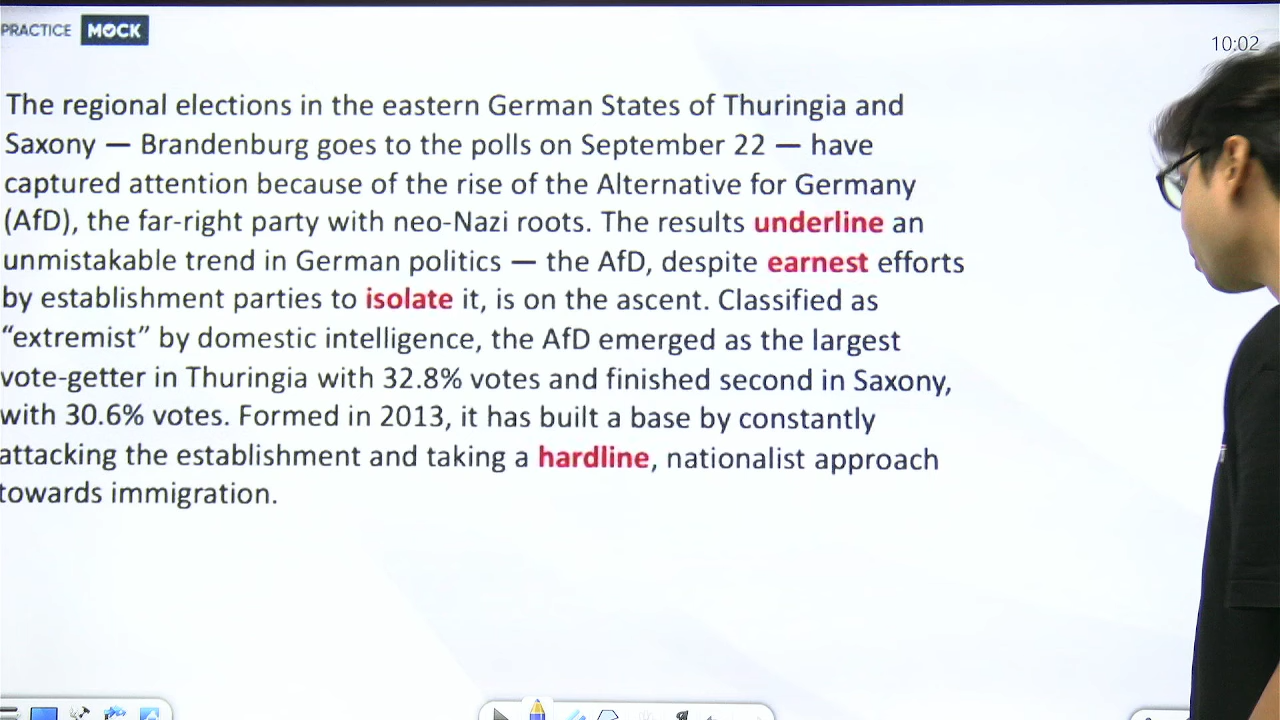 PRACTICE MOCK
10:02
The regional elections in the eastern German States of Thuringia and
Saxony — Brandenburg goes to the polls on September 22 — have
captured attention because of the rise of the Alternative for Germany
(AfD), the far-right party with neo-Nazi roots. The results underline an
unmistakable trend in German politics — the AfD, despite earnest efforts
by establishment parties to isolate it, is on the ascent. Classified as
“extremist” by domestic intelligence, the AfD emerged as the largest
vote-getter in Thuringia with 32.8% votes and finished second in Saxony,
with 30.6% votes. Formed in 2013, it has built a base by constantly
attacking the establishment and taking a hardline, nationalist approach
towards immigration.